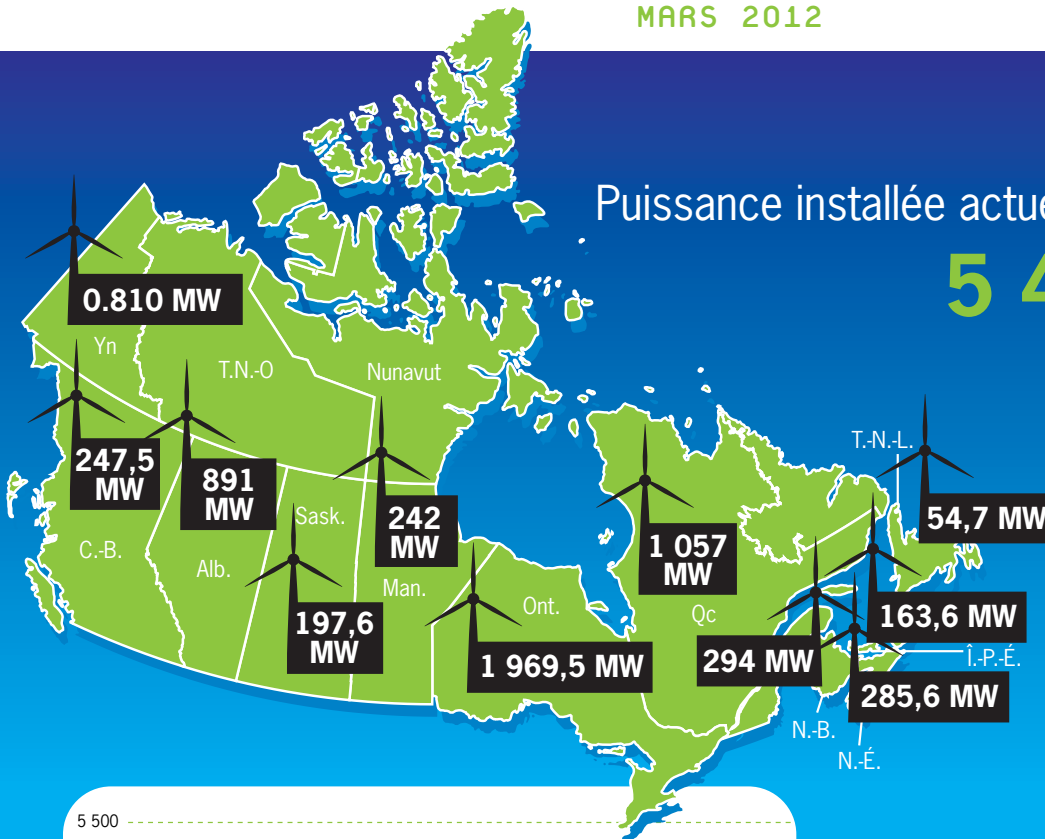 MARS 2012
Puissance installée
5 4
0.810 MW
Yn
T.N.-O
Nunavut
247,5
MW
C.-B.
891
MW
Alb.
Sask.
197,6
MW
242
MW
Man.
Ont.
1 969,5 MW
1 057
MW
Qc
T.-N.-L.
54,7 MW
163,6 MW
Î.-P.-É.
294 MW
285,6 MW
N.-B.
N.-É.
5 500